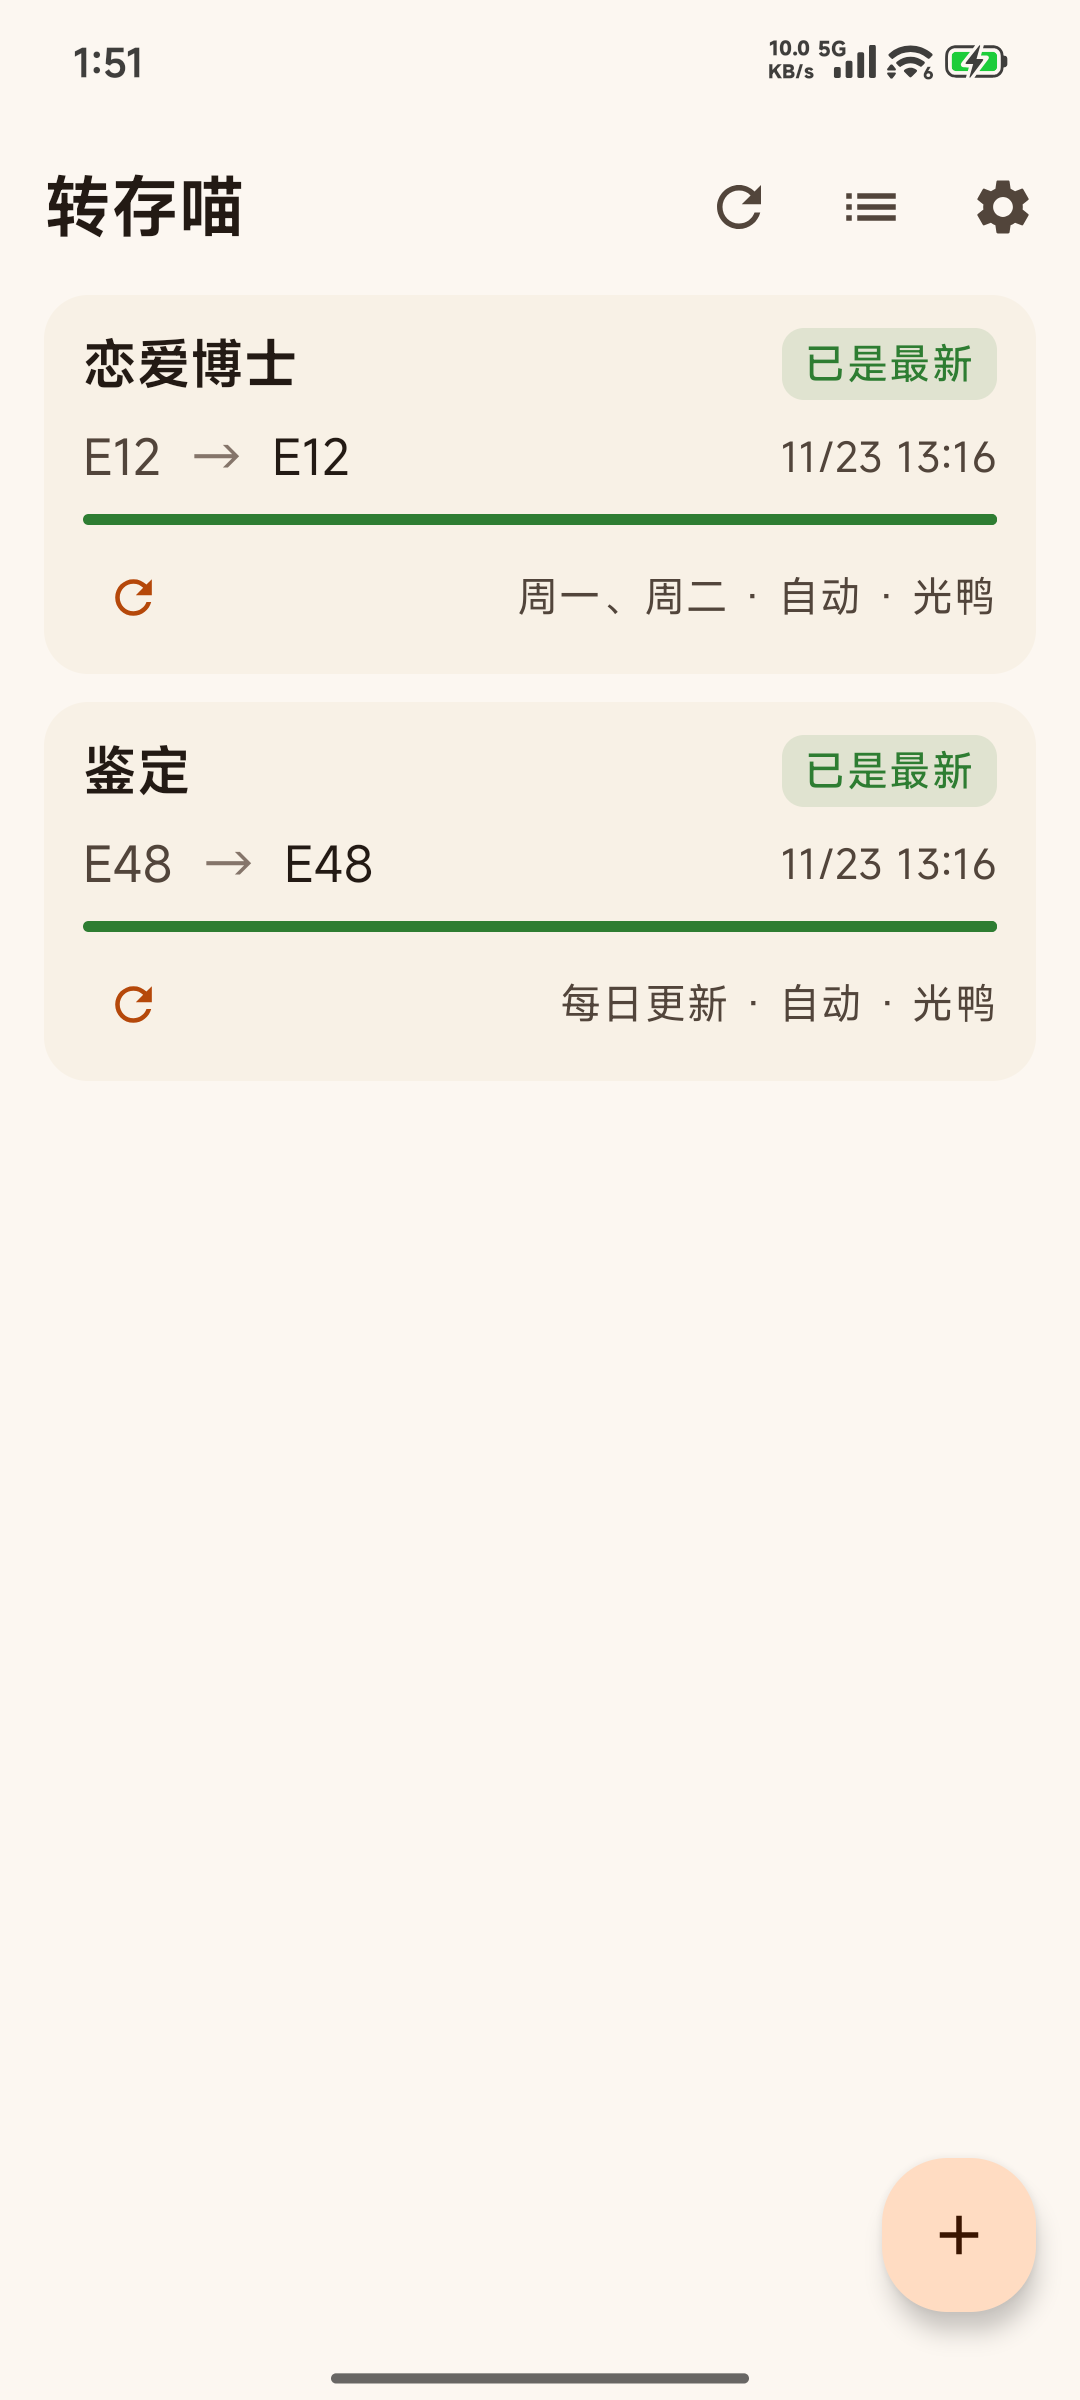 1:51
10.0 KB/s 5G 6
转存喵
恋爱博士
已是最新
E12 → E12
11/23 13:16
周一、周二 · 自动 · 光鸭
鉴定
已是最新
E48 → E48
11/23 13:16
每日更新 · 自动 · 光鸭